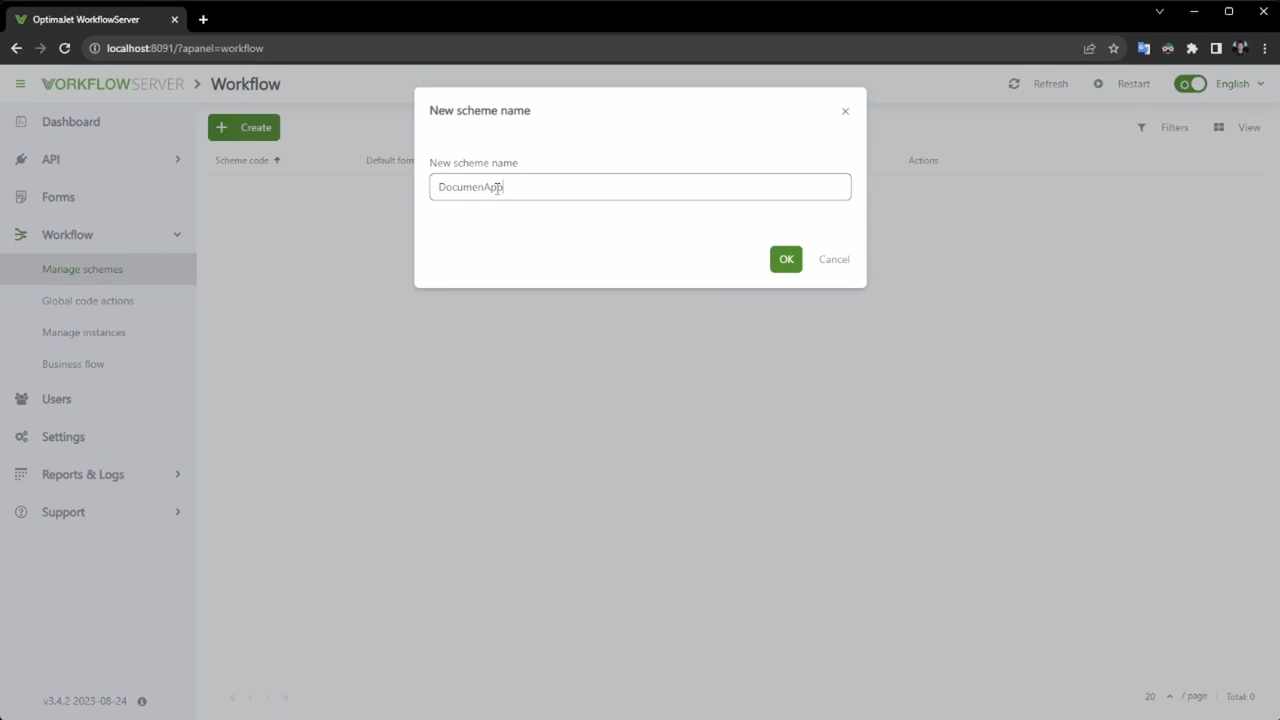 OptimaJet WorkflowServer
localhost:8091/?apanel=workflow
WORKFLOWSERVER
Workflow
Refresh
Restart
English
Dashboard
API
Forms
Workflow
Manage schemes
Global code actions
Manage instances
Business flow
Users
Settings
Reports & Logs
Support
v3.4.2 2023-08-24
Create
Filters
View
Scheme code
Default form
Actions
New scheme name
New scheme name
DocumenApp
OK
Cancel
20 / page
Total: 0